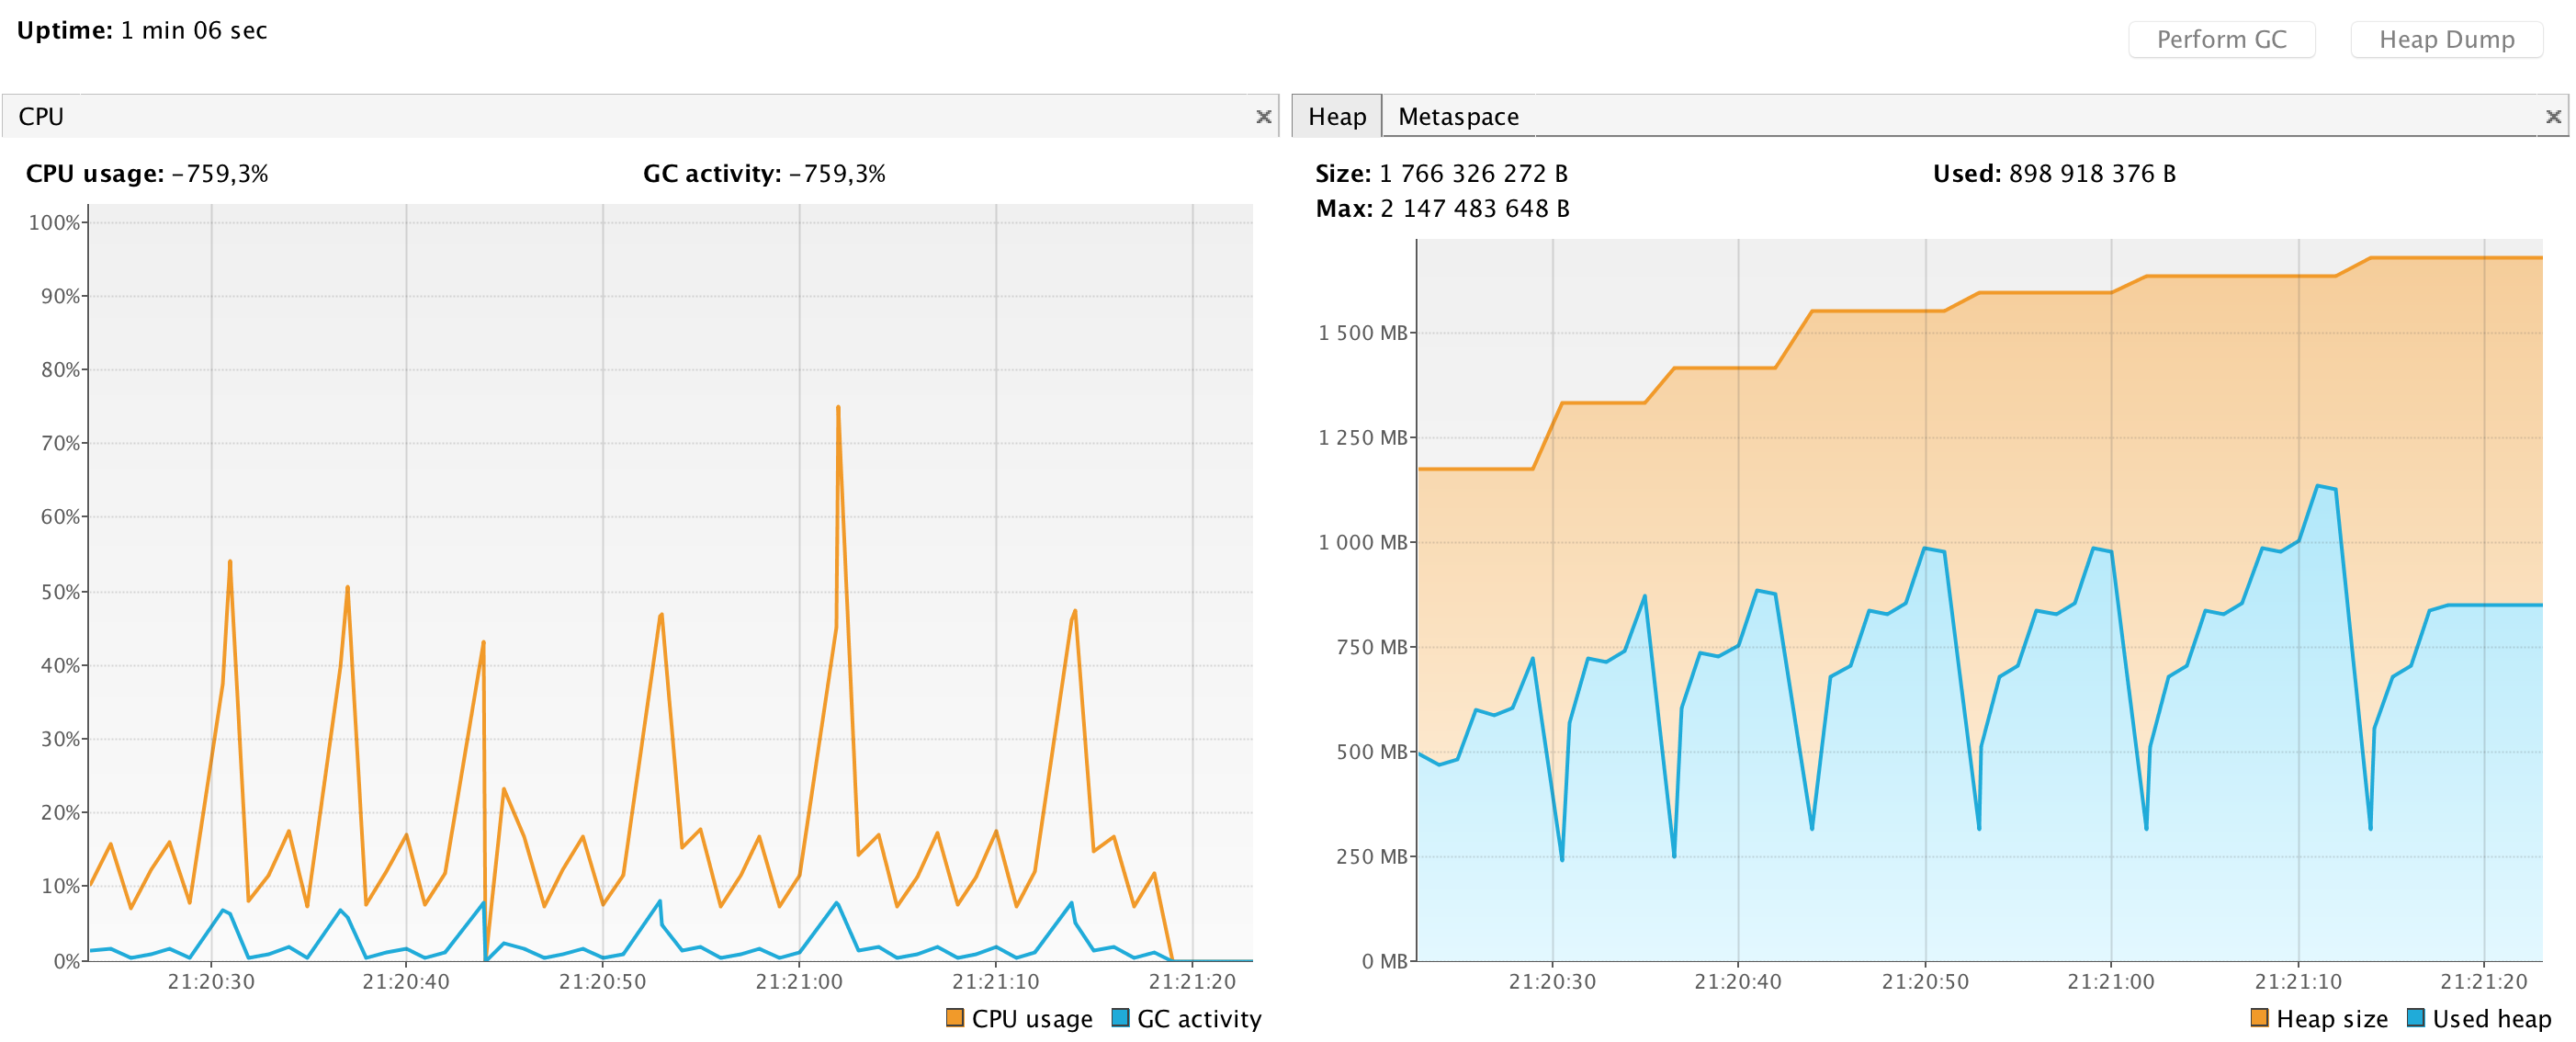 Uptime: 1 min 06 sec
Perform GC
Heap Dump
CPU
Heap
Metaspace
CPU usage: -759,3%
GC activity: -759,3%
Size: 1 766 326 272 B
Used: 898 918 376 B
Max: 2 147 483 648 B
100%
90%
80%
70%
60%
50%
40%
30%
20%
10%
0%
21:20:30
21:20:40
21:20:50
21:21:00
21:21:10
21:21:20
CPU usage
GC activity
1 500 MB
1 250 MB
1 000 MB
750 MB
500 MB
250 MB
0 MB
21:20:30
21:20:40
21:20:50
21:21:00
21:21:10
21:21:20
Heap size
Used heap